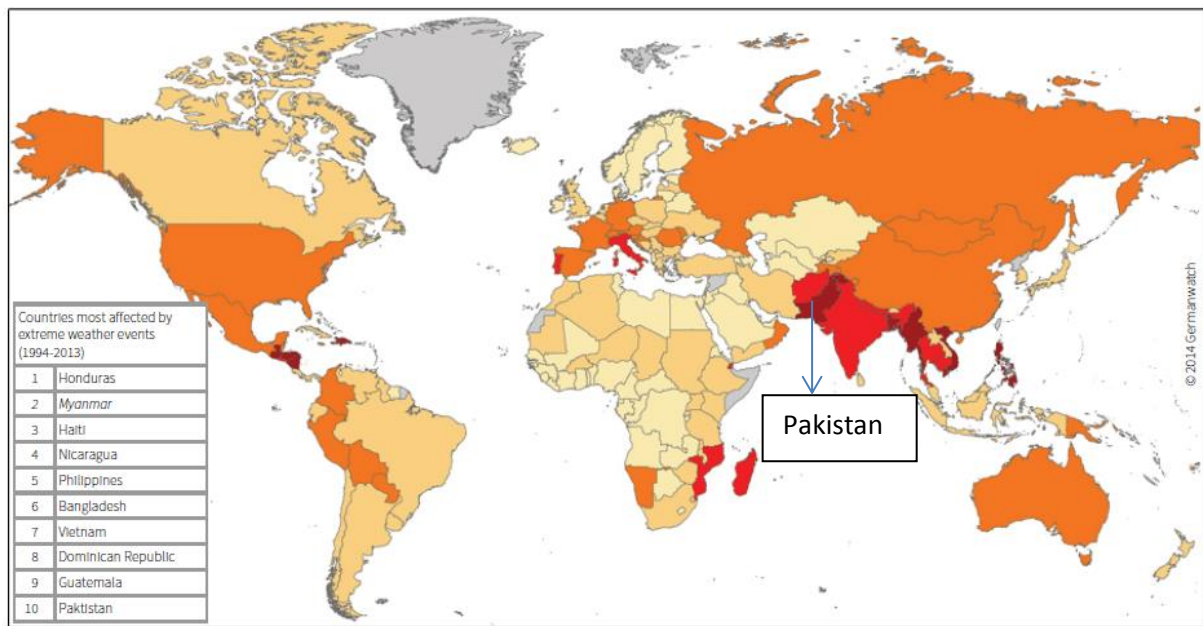 Countries most affected by
extreme weather events
(1994-2013)
1 Honduras
2 Myanmar
3 Haiti
4 Nicaragua
5 Philippines
6 Bangladesh
7 Vietnam
8 Dominican Republic
9 Guatemala
10 Paktistan
Pakistan
© 2014 Germanwatch